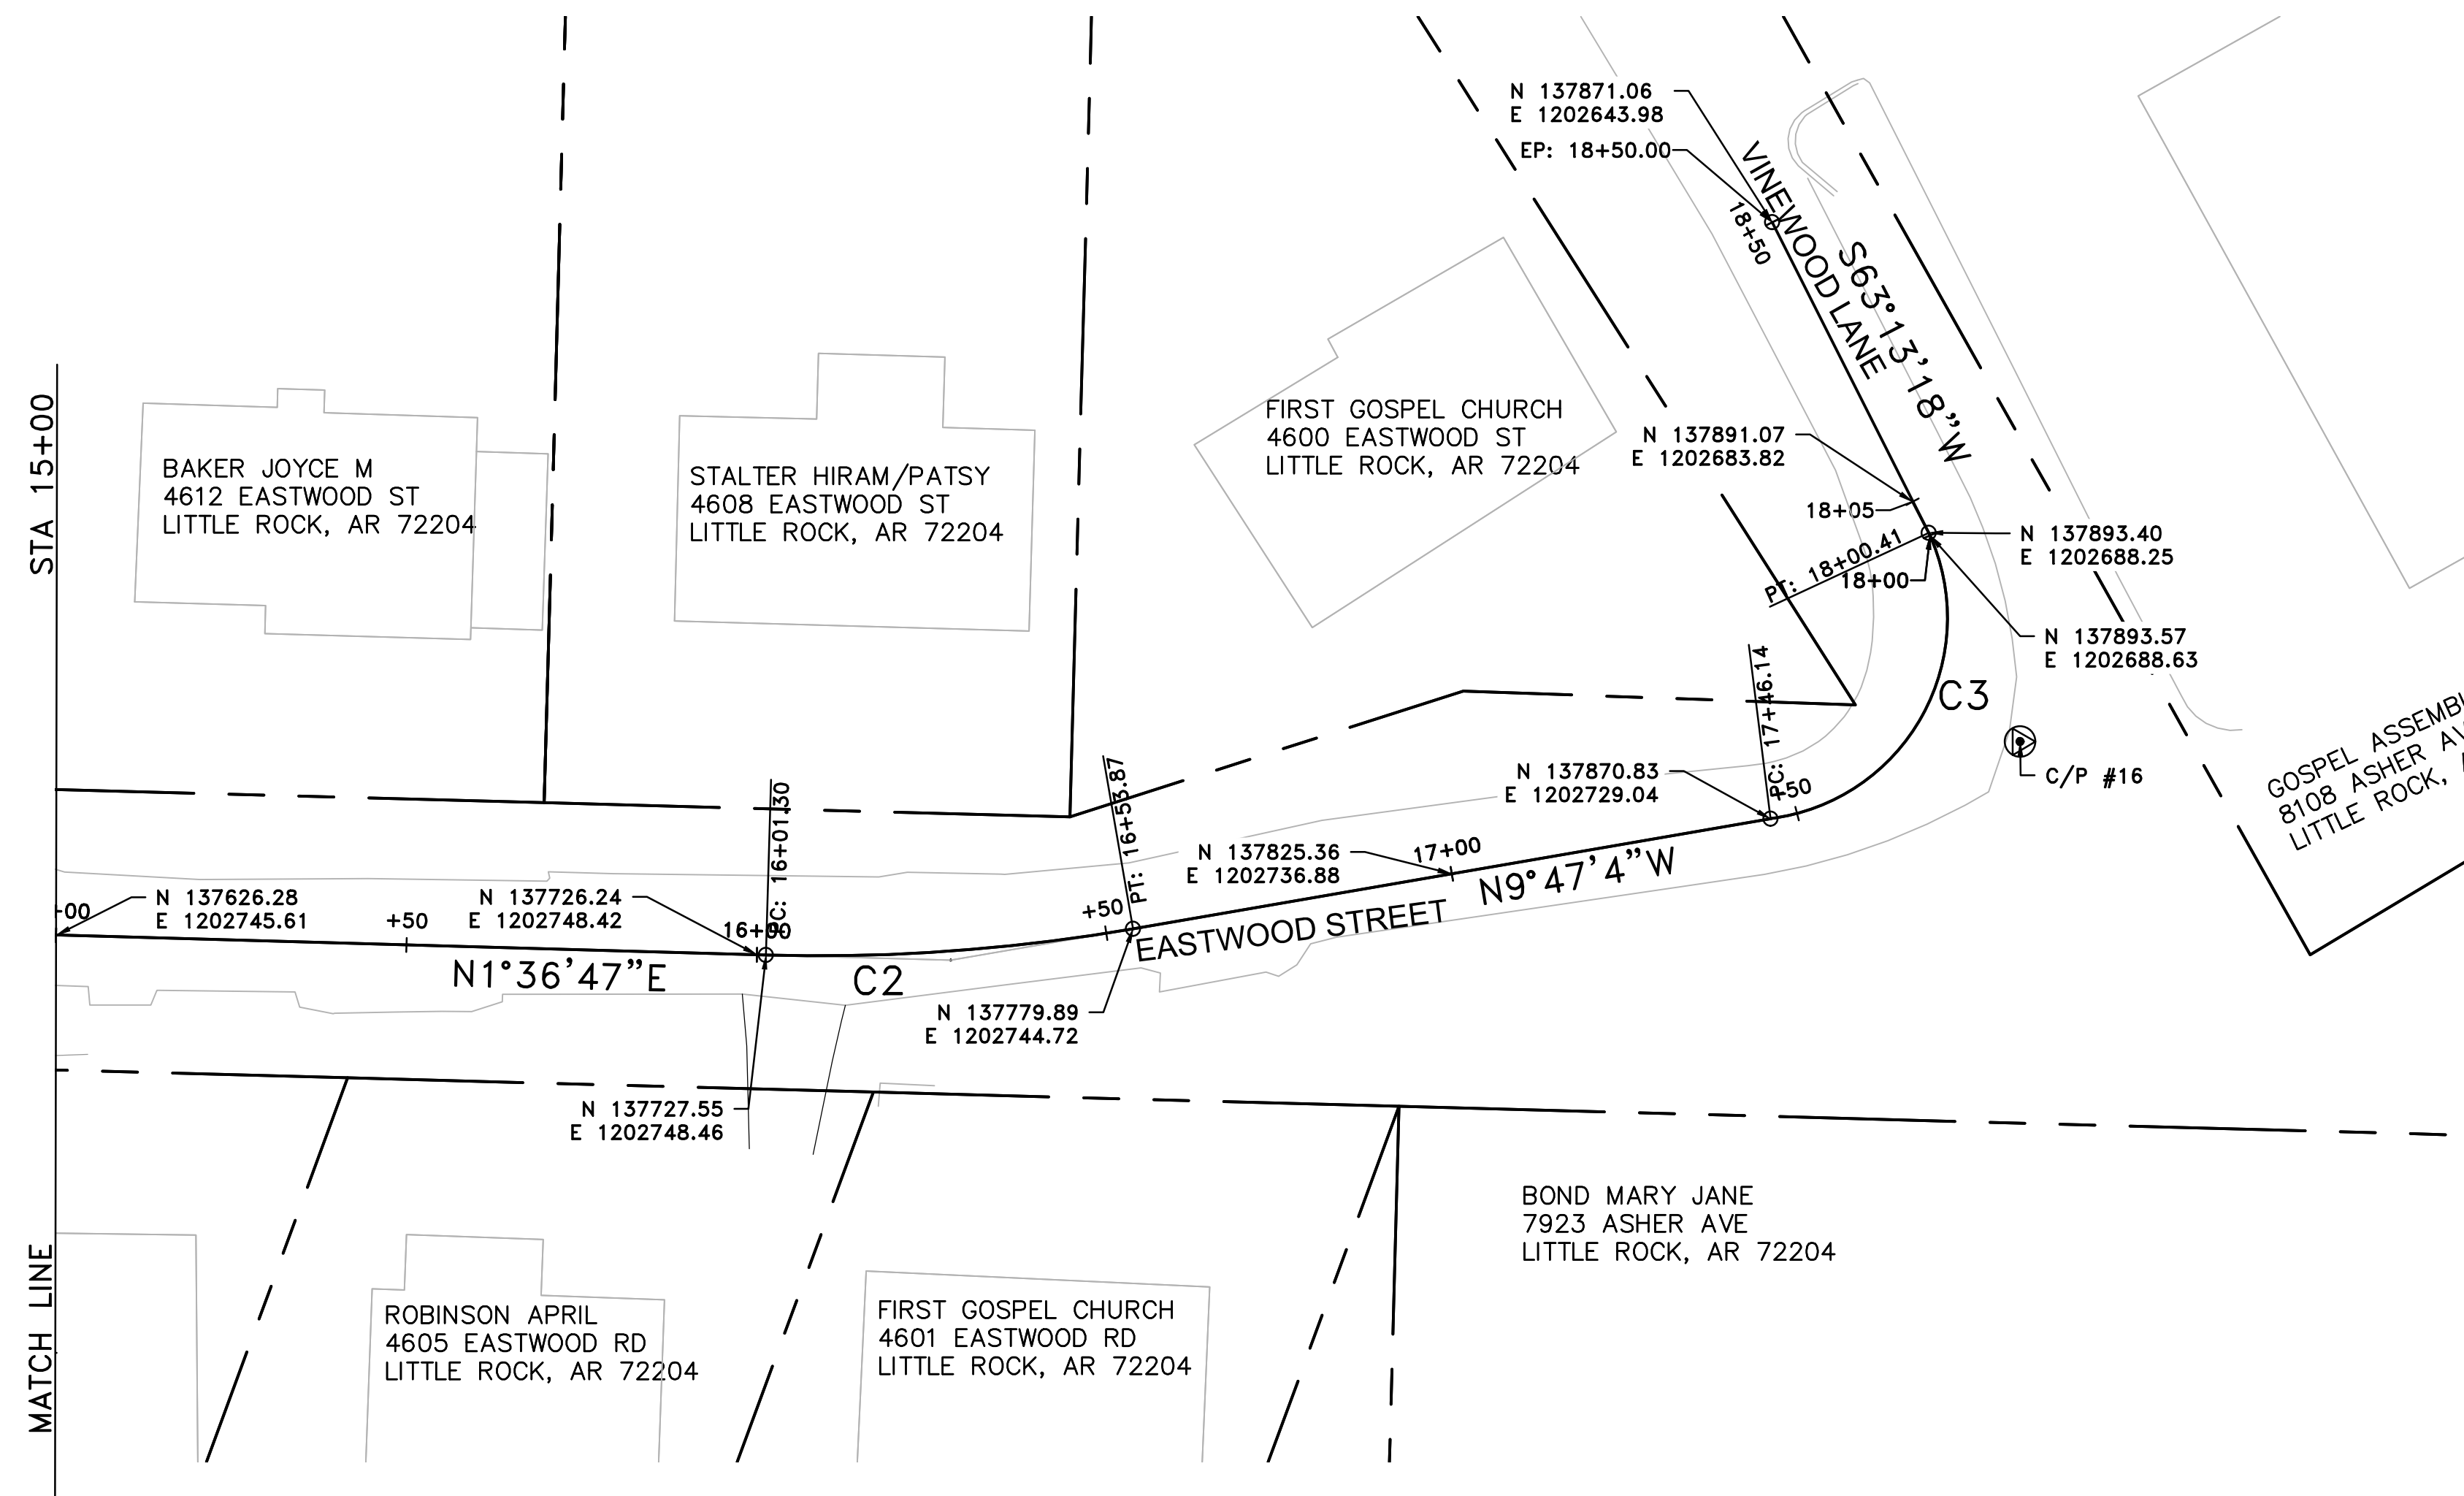 N 137871.06
E 1202643.98
EP: 18+50.00
VINEWOOD LANE
18+50
S63°13'18"W
STA 15+00
BAKER JOYCE M
4612 EASTWOOD ST
LITTLE ROCK, AR 72204
STALTER HIRAM/PATSY
4608 EASTWOOD ST
LITTLE ROCK, AR 72204
FIRST GOSPEL CHURCH
4600 EASTWOOD ST
LITTLE ROCK, AR 72204
N 137891.07
E 1202683.82
18+05
PT: 18+00.41
18+00
N 137893.40
E 1202688.25
N 137893.57
E 1202688.63
C3
C/P #16
PC: 17+46.14
+50
N 137870.83
E 1202729.04
GOSPEL ASSEMB
8108 ASHER AV
LITTLE ROCK,
PC: 16+01.30
PT: 16+53.87
N 137825.36
E 1202736.88
17+00
N9°47'4"W
EASTWOOD STREET
+00
N 137626.28
E 1202745.61
+50
N 137726.24
E 1202748.42
16+00
+50
N1°36'47"E
C2
N 137779.89
E 1202744.72
N 137727.55
E 1202748.46
BOND MARY JANE
7923 ASHER AVE
LITTLE ROCK, AR 72204
MATCH LINE
ROBINSON APRIL
4605 EASTWOOD RD
LITTLE ROCK, AR 72204
FIRST GOSPEL CHURCH
4601 EASTWOOD RD
LITTLE ROCK, AR 72204